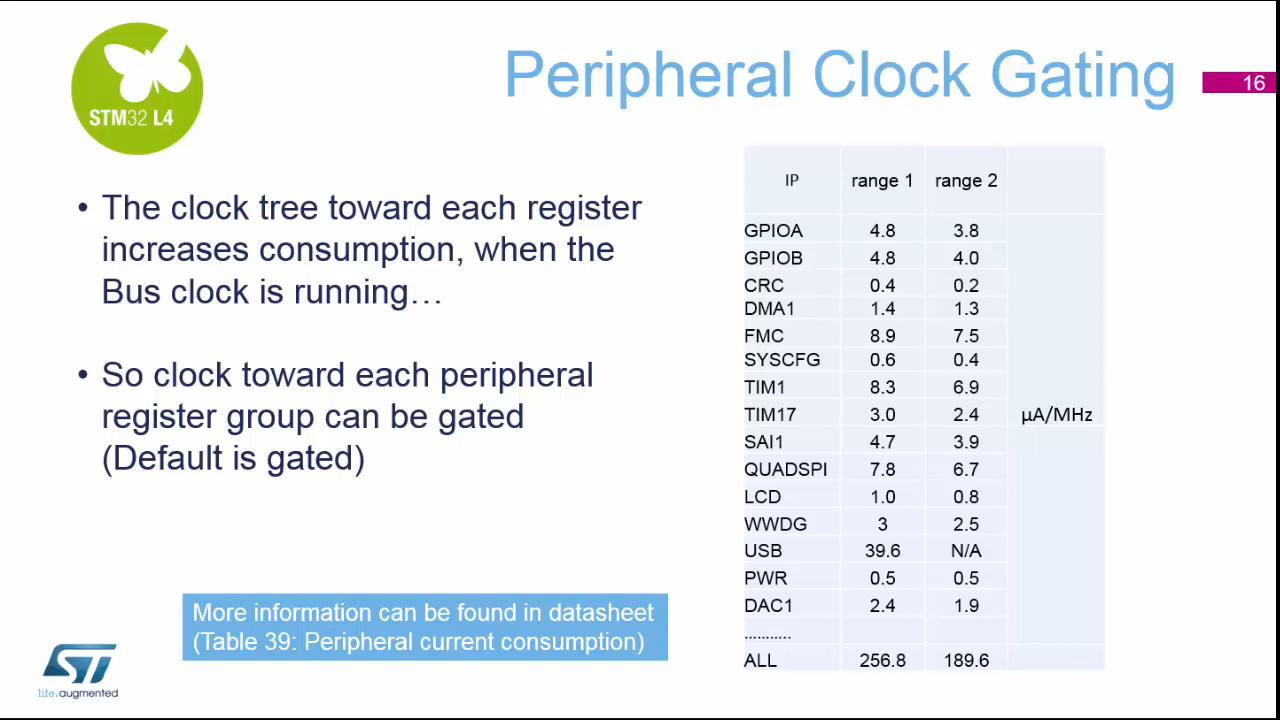 STM32 L4
Peripheral Clock Gating
16
• The clock tree toward each register
increases consumption, when the
Bus clock is running…
• So clock toward each peripheral
register group can be gated
(Default is gated)
More information can be found in datasheet
(Table 39: Peripheral current consumption)
IP range 1 range 2
GPIOA 4.8 3.8
GPIOB 4.8 4.0
CRC 0.4 0.2
DMA1 1.4 1.3
FMC 8.9 7.5
SYSCFG 0.6 0.4
TIM1 8.3 6.9
TIM17 3.0 2.4 µA/MHz
SAI1 4.7 3.9
QUADSPI 7.8 6.7
LCD 1.0 0.8
WWDG 3 2.5
USB 39.6 N/A
PWR 0.5 0.5
DAC1 2.4 1.9
...........
ALL 256.8 189.6
ST
life.augmented